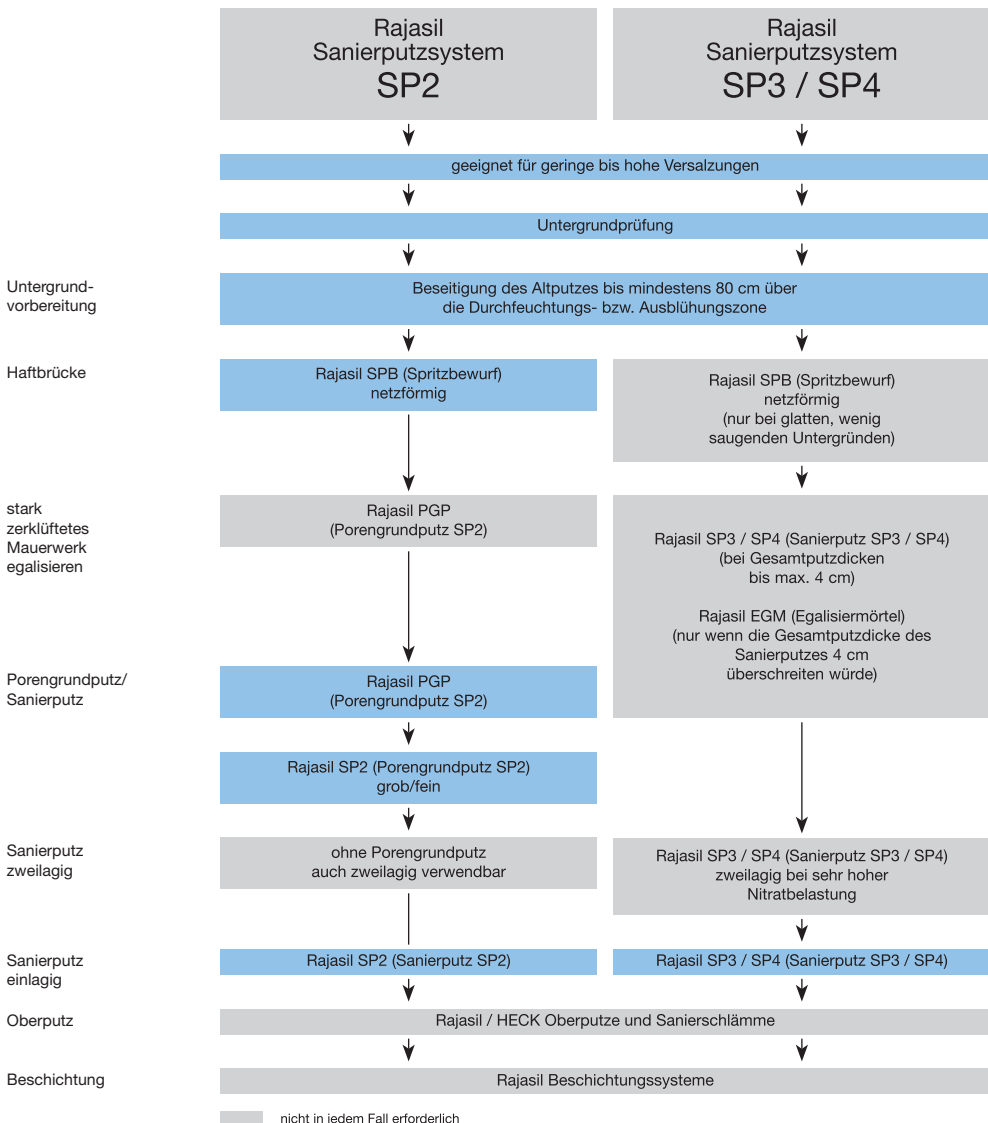 Rajasil
Sanierputzsystem
SP2
Rajasil
Sanierputzsystem
SP3 / SP4
geeignet für geringe bis hohe Versalzungen
Untergrundprüfung
Untergrund-
vorbereitung
Beseitigung des Altputzes bis mindestens 80 cm über
die Durchfeuchtungs- bzw. Ausblühungszone
Haftbrücke
Rajasil SPB (Spritzbewurf)
netzförmig
Rajasil SPB (Spritzbewurf)
netzförmig
(nur bei glatten, wenig
saugenden Untergründen)
stark
zerklüftetes
Mauerwerk
egalisieren
Rajasil PGP
(Porengrundputz SP2)
Rajasil SP3 / SP4 (Sanierputz SP3 / SP4)
(bei Gesamtputzdicken
bis max. 4 cm)
Rajasil EGM (Egalisiermörtel)
(nur wenn die Gesamtputzdicke des
Sanierputzes 4 cm
überschreiten würde)
Porengrundputz/
Sanierputz
Rajasil PGP
(Porengrundputz SP2)
Rajasil SP2 (Porengrundputz SP2)
grob/fein
Sanierputz
zweilagig
ohne Porengrundputz
auch zweilagig verwendbar
Rajasil SP3 / SP4 (Sanierputz SP3 / SP4)
zweilagig bei sehr hoher
Nitratbelastung
Sanierputz
einlagig
Rajasil SP2 (Sanierputz SP2)
Rajasil SP3 / SP4 (Sanierputz SP3 / SP4)
Oberputz
Rajasil / HECK Oberputze und Sanierschlämme
Beschichtung
Rajasil Beschichtungssysteme
nicht in jedem Fall erforderlich